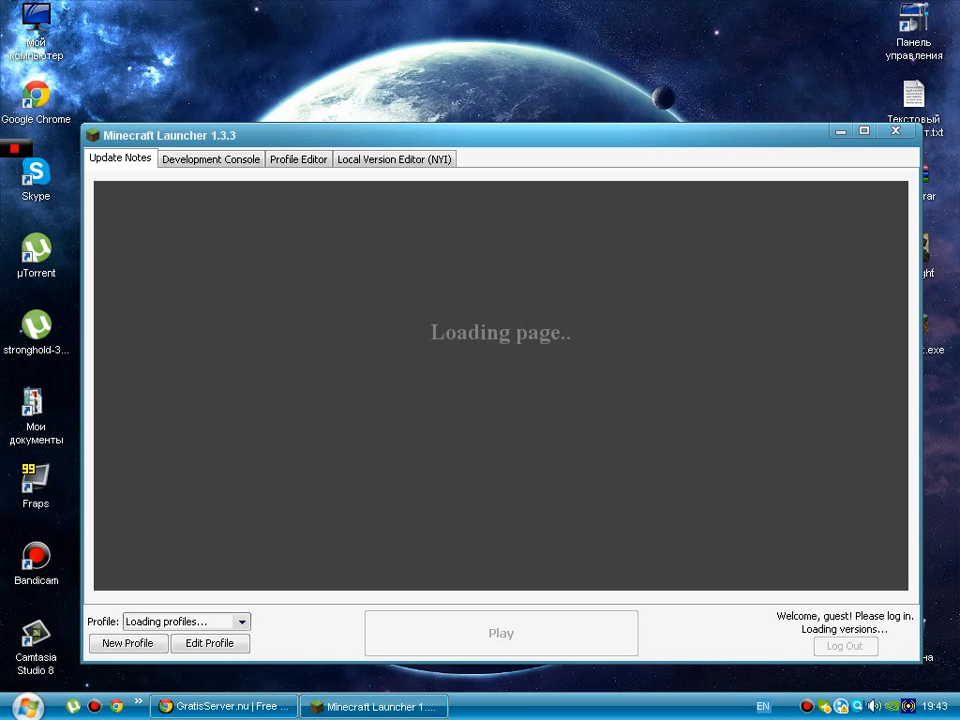 Мой
компьютер
Google Chrome
Skype
µTorrent
stronghold-3...
Мои
документы
99
Fraps
Bandicam
Camtasia
Studio 8
Панель
управления
Текстовый
т.txt
rar
ght
t.exe
на
Minecraft Launcher 1.3.3
Update Notes
Development Console
Profile Editor
Local Version Editor (NYI)
Loading page..
Profile:
Loading profiles...
New Profile
Edit Profile
Play
Welcome, guest! Please log in.
Loading versions...
Log Out
GratisServer.nu | Free ...
Minecraft Launcher 1....
EN
19:43